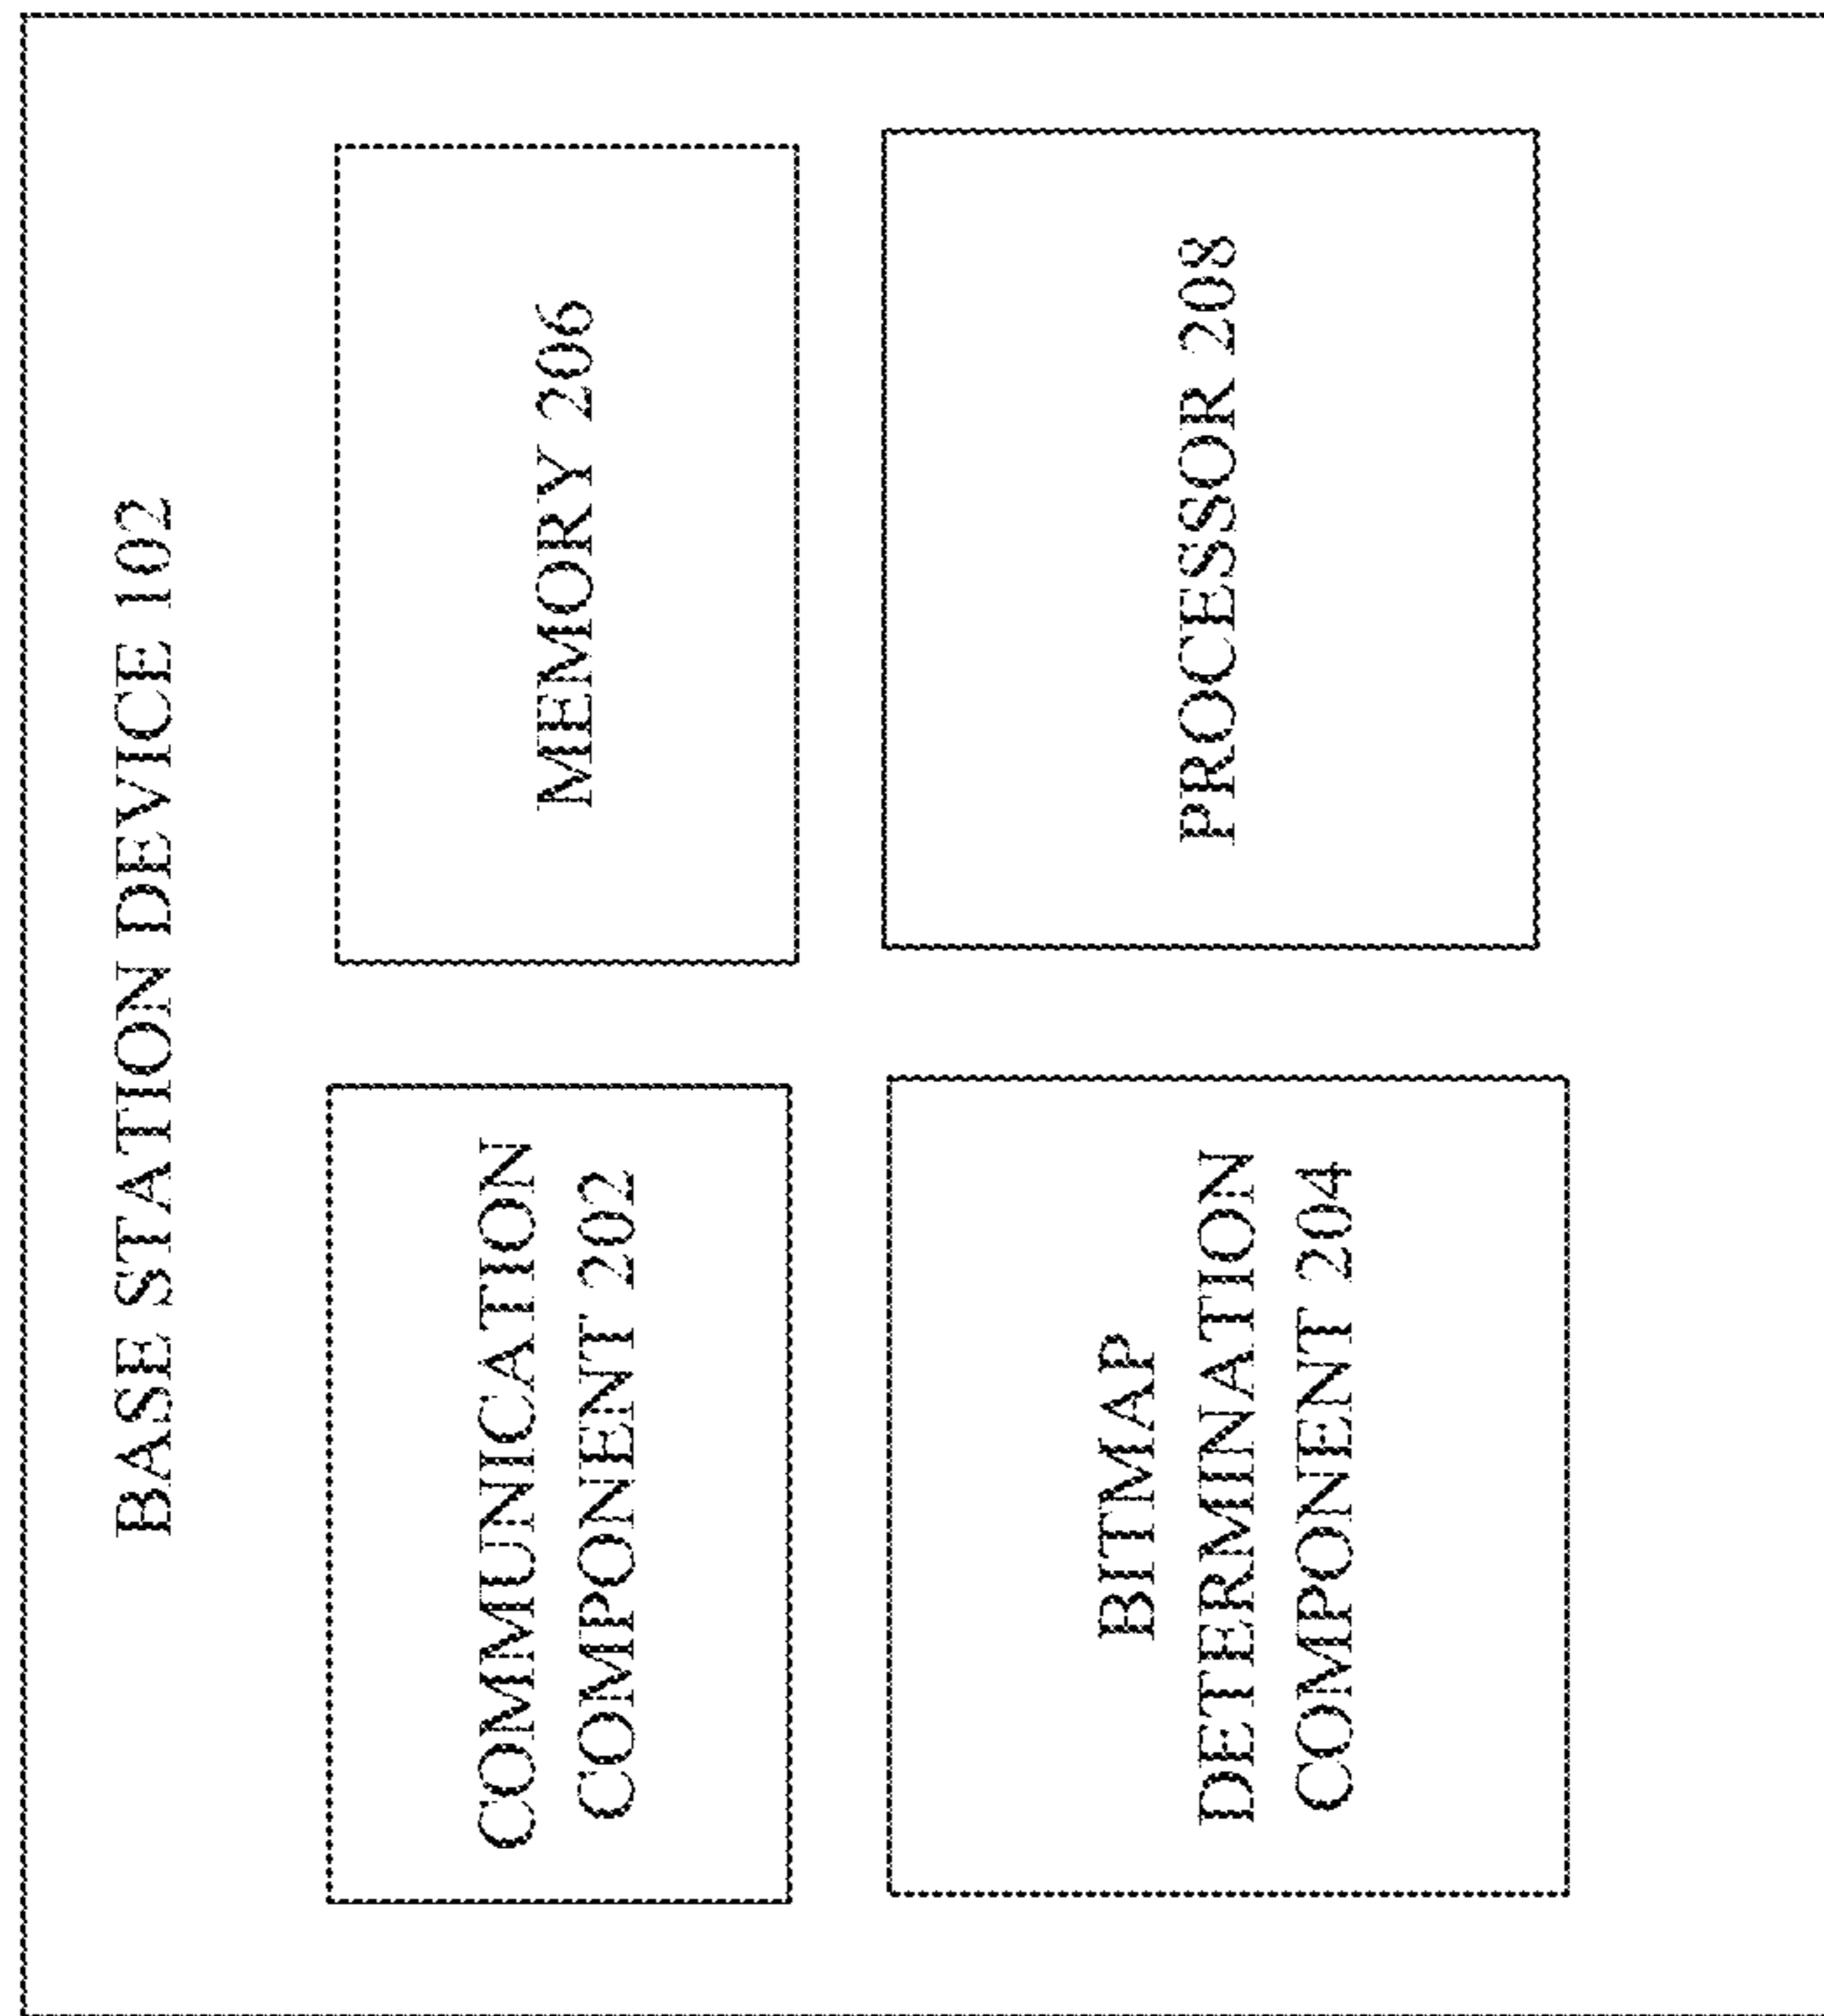 BASE STATION DEVICE 102
COMMUNICATION
COMPONENT 202
MEMORY 206
BITMAP
DETERMINATION
COMPONENT 204
PROCESSOR 208